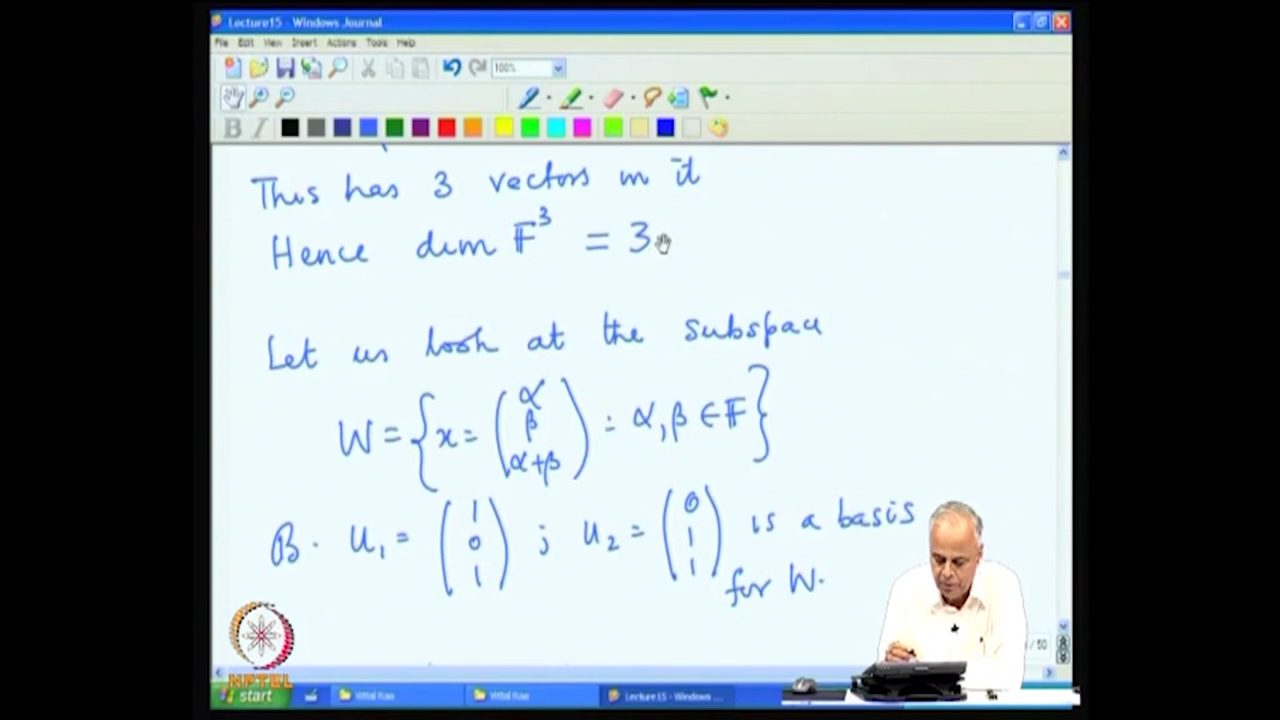 Lecture15 - Windows Journal
File Edit View Insert Actions Tools Help
100%
B I
This has 3 vectors in it
Hence dim 𝔽³ = 3
Let us look at the subspace
W = { x = (α β α+β) : α, β ∈ 𝔽 }
B. u₁ = (1 0 1) ; u₂ = (0 1 1) is a basis
for W.
/ 50
NPTEL
start Vittal Rao Vittal Rao Lecture15 - Windows ...